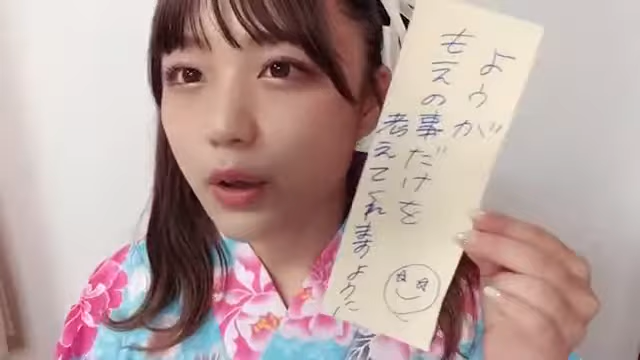 ようが
もえの事だけを
考えてくれますように